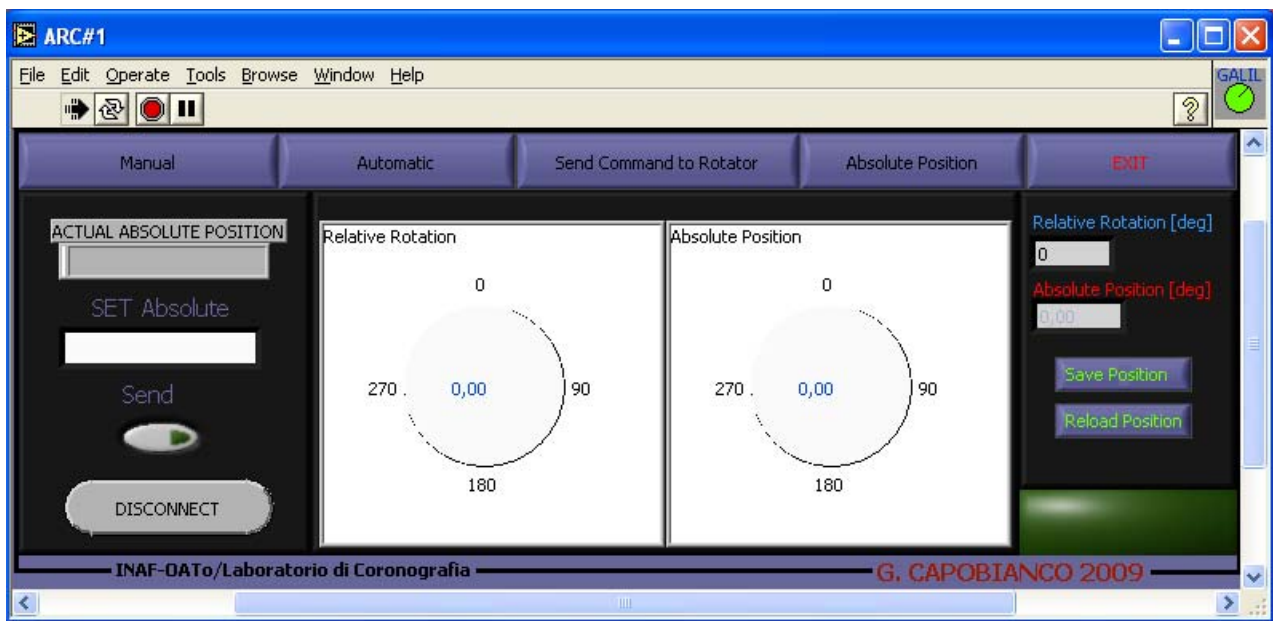 ARC#1
File Edit Operate Tools Browse Window Help
GALIL
?
Manual
Automatic
Send Command to Rotator
Absolute Position
EXIT
ACTUAL ABSOLUTE POSITION
SET Absolute
Send
DISCONNECT
Relative Rotation
0
270
0,00
90
180
Absolute Position
0
270
0,00
90
180
Relative Rotation [deg]
0
Absolute Position [deg]
0,00
Save Position
Reload Position
INAF-OATo/Laboratorio di Coronografia
G. CAPOBIANCO 2009